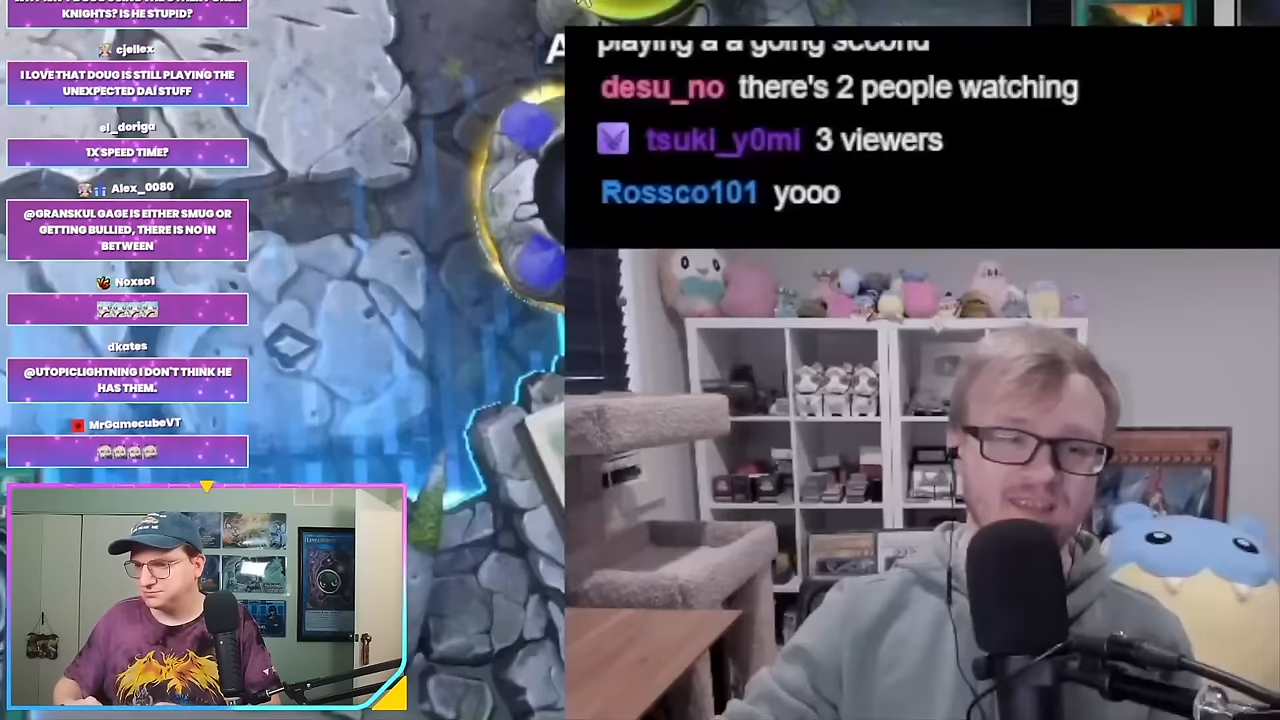 KNIGHTS? IS HE STUPID?
cjellex
I LOVE THAT DOUG IS STILL PLAYING THE
UNEXPECTED DAI STUFF
el_doriga
1X SPEED TIME?
Alex_0080
@GRANSKUL GAGE IS EITHER SMUG OR
GETTING BULLIED, THERE IS NO IN
BETWEEN
Noxso1
dkates
@UTOPICLIGHTNING I DON'T THINK HE
HAS THEM.
MrGamecubeVT
A
playing a a going second
desu_no there's 2 people watching
tsuki_y0mi 3 viewers
Rossco101 yooo